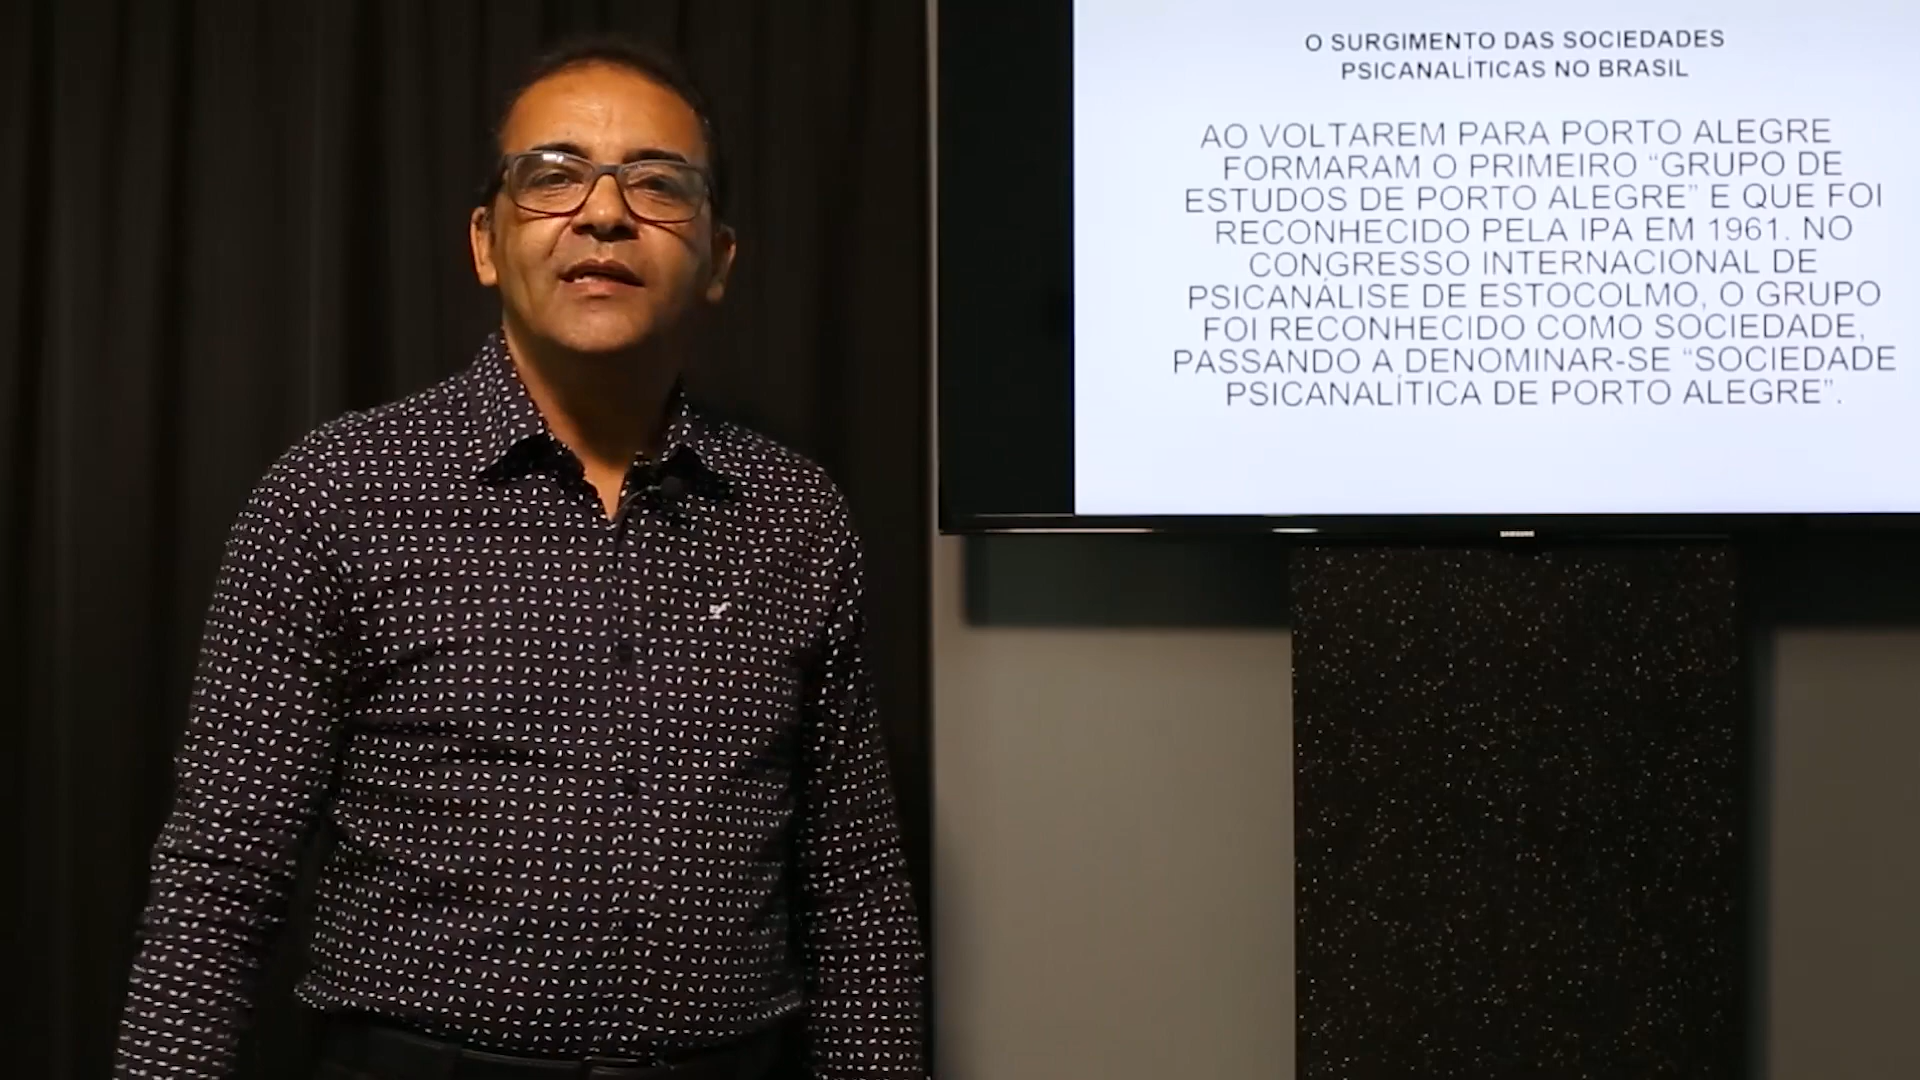 O SURGIMENTO DAS SOCIEDADES
PSICANALÍTICAS NO BRASIL
AO VOLTAREM PARA PORTO ALEGRE
FORMARAM O PRIMEIRO “GRUPO DE
ESTUDOS DE PORTO ALEGRE” E QUE FOI
RECONHECIDO PELA IPA EM 1961. NO
CONGRESSO INTERNACIONAL DE
PSICANÁLISE DE ESTOCOLMO, O GRUPO
FOI RECONHECIDO COMO SOCIEDADE,
PASSANDO A DENOMINAR-SE “SOCIEDADE
PSICANALÍTICA DE PORTO ALEGRE”.
SAMSUNG